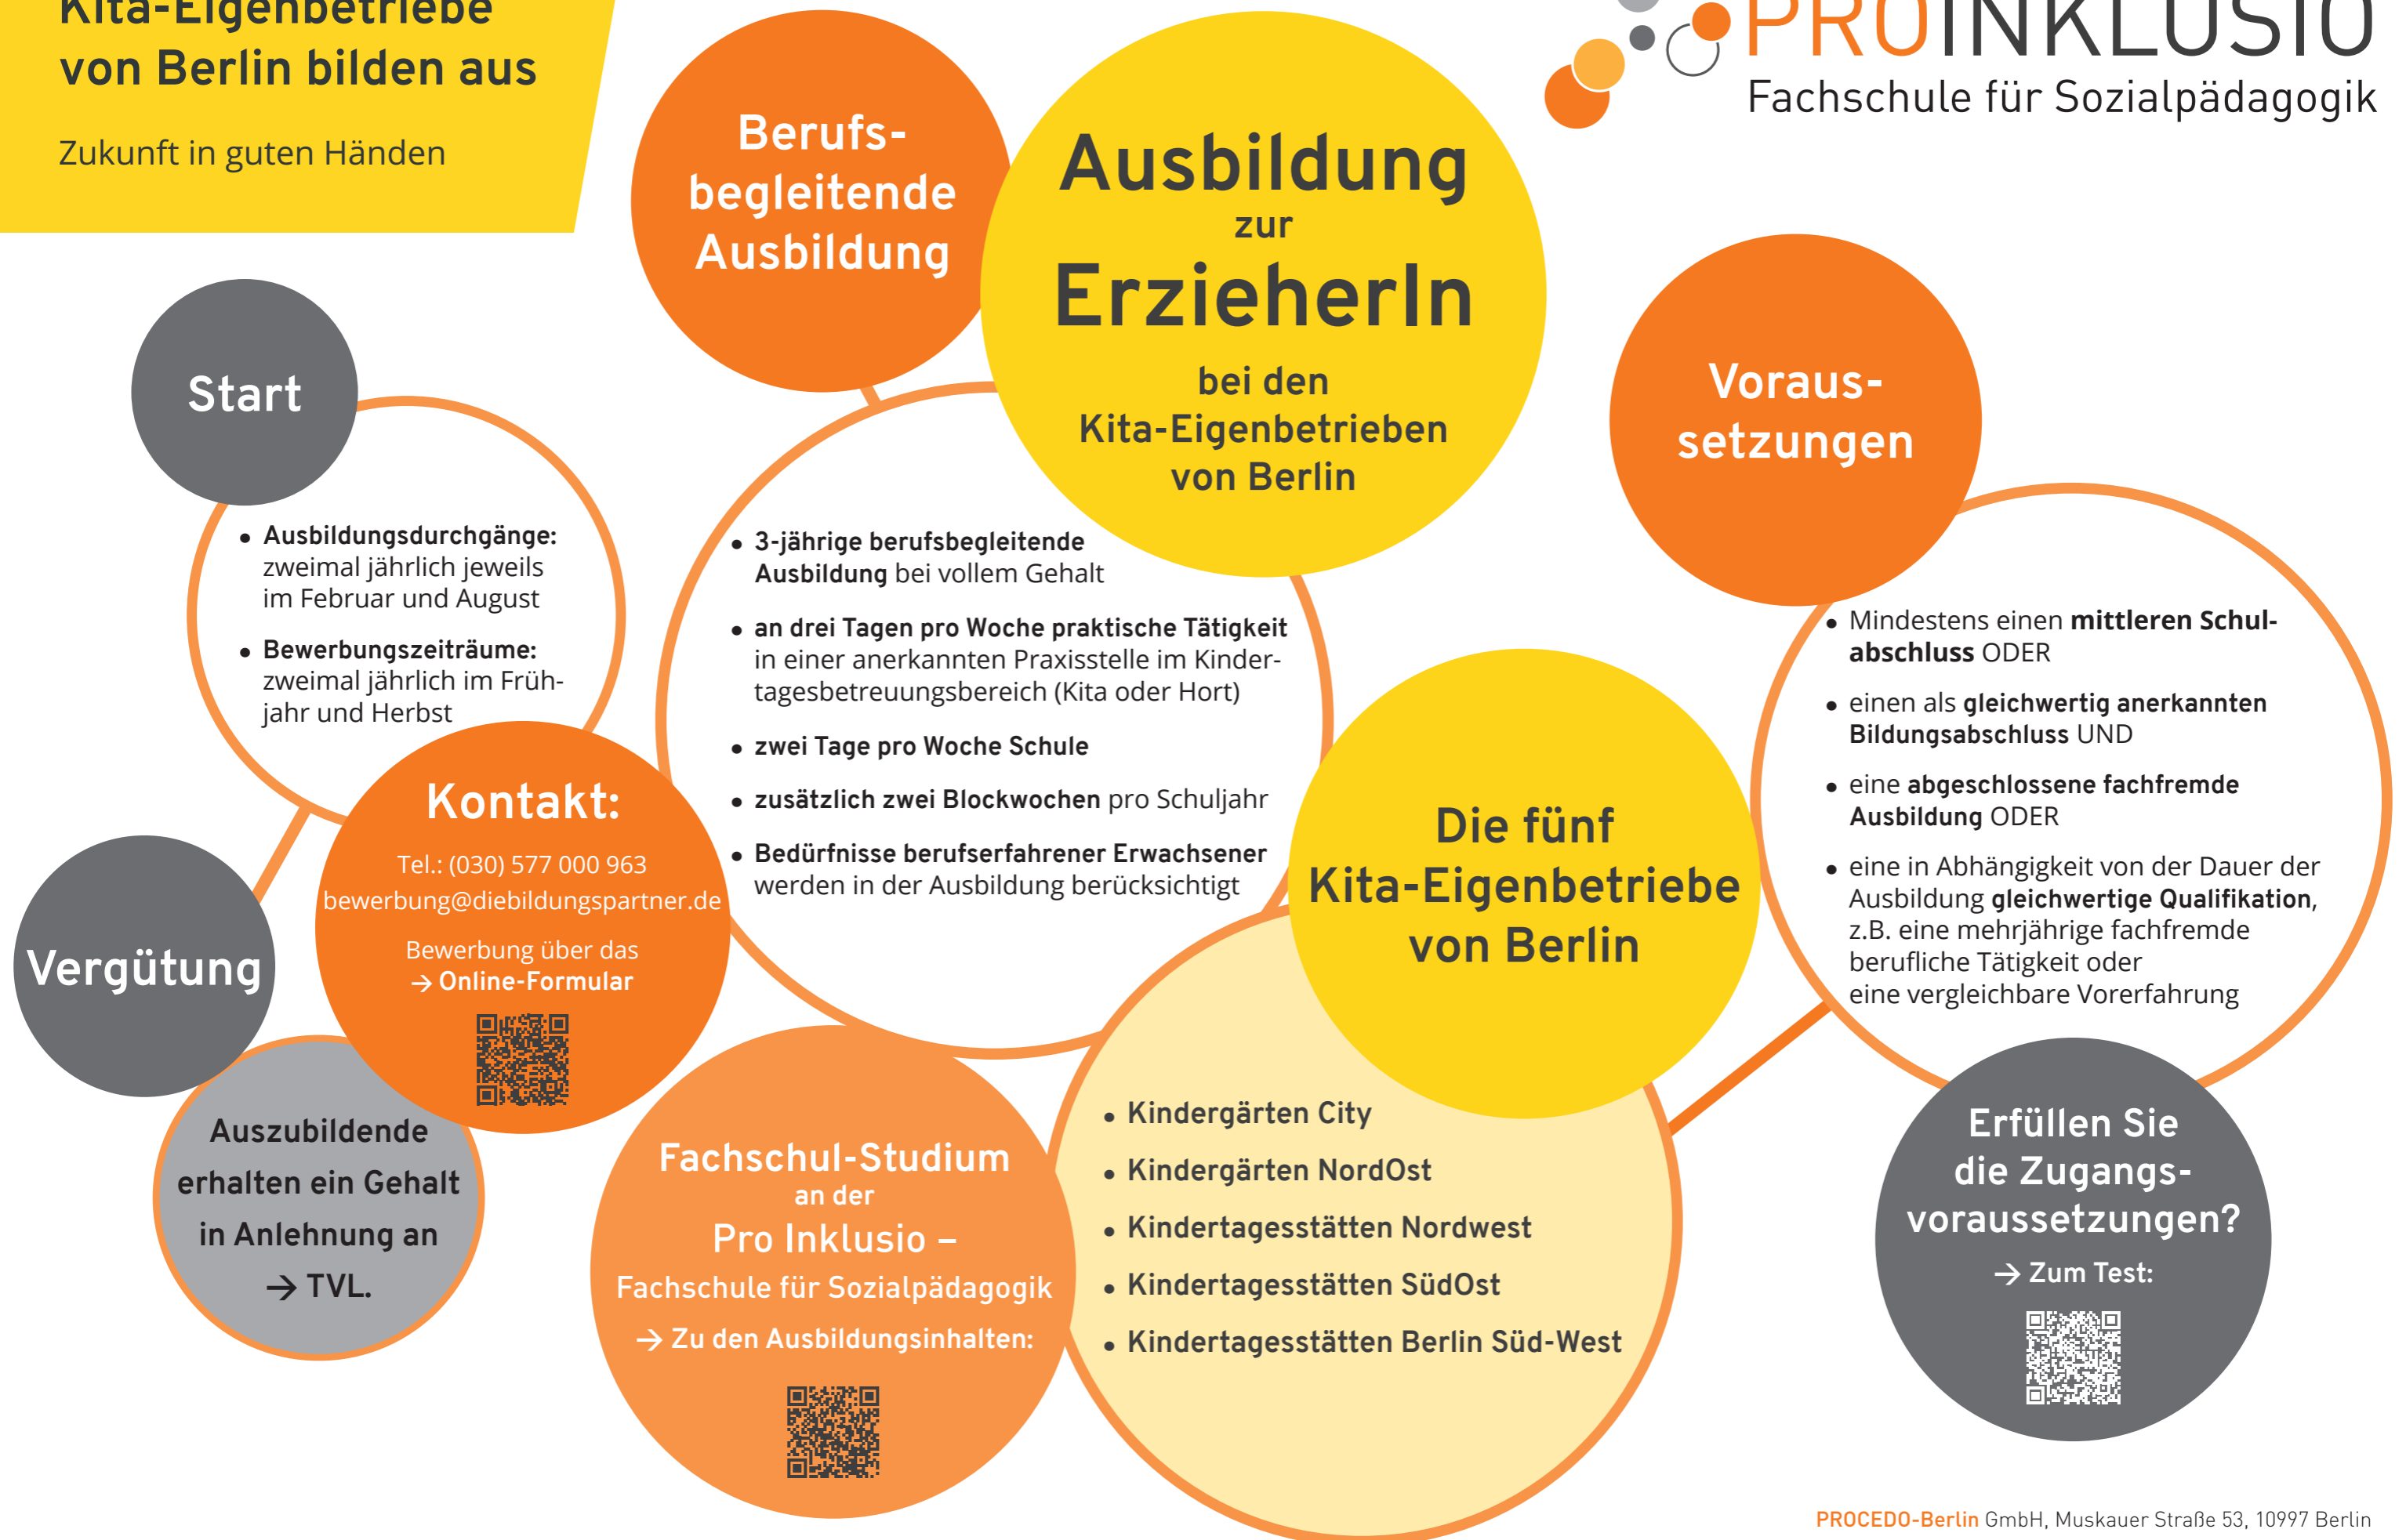 Kita-Eigenbetriebe
von Berlin bilden aus
Zukunft in guten Händen
PROINKLUSIO
Fachschule für Sozialpädagogik
Ausbildung
zur
ErzieherIn
bei den
Kita-Eigenbetrieben
von Berlin
Berufs-
begleitende
Ausbildung
• 3-jährige berufsbegleitende
Ausbildung bei vollem Gehalt
• an drei Tagen pro Woche praktische Tätigkeit
in einer anerkannten Praxisstelle im Kinder-
tagesbetreuungsbereich (Kita oder Hort)
• zwei Tage pro Woche Schule
• zusätzlich zwei Blockwochen pro Schuljahr
• Bedürfnisse berufserfahrener Erwachsener
werden in der Ausbildung berücksichtigt
Start
• Ausbildungsdurchgänge:
zweimal jährlich jeweils
im Februar und August
• Bewerbungszeiträume:
zweimal jährlich im Früh-
jahr und Herbst
Kontakt:
Tel.: (030) 577 000 963
bewerbung@diebildungspartner.de
Bewerbung über das
→ Online-Formular
Vergütung
Auszubildende
erhalten ein Gehalt
in Anlehnung an
→ TVL.
Fachschul-Studium
an der
Pro Inklusio –
Fachschule für Sozialpädagogik
→ Zu den Ausbildungsinhalten:
Die fünf
Kita-Eigenbetriebe
von Berlin
• Kindergärten City
• Kindergärten NordOst
• Kindertagesstätten Nordwest
• Kindertagesstätten SüdOst
• Kindertagesstätten Berlin Süd-West
Voraus-
setzungen
• Mindestens einen mittleren Schul-
abschluss ODER
• einen als gleichwertig anerkannten
Bildungsabschluss UND
• eine abgeschlossene fachfremde
Ausbildung ODER
• eine in Abhängigkeit von der Dauer der
Ausbildung gleichwertige Qualifikation,
z.B. eine mehrjährige fachfremde
berufliche Tätigkeit oder
eine vergleichbare Vorerfahrung
Erfüllen Sie
die Zugangs-
voraussetzungen?
→ Zum Test:
PROCEDO-Berlin GmbH, Muskauer Straße 53, 10997 Berlin